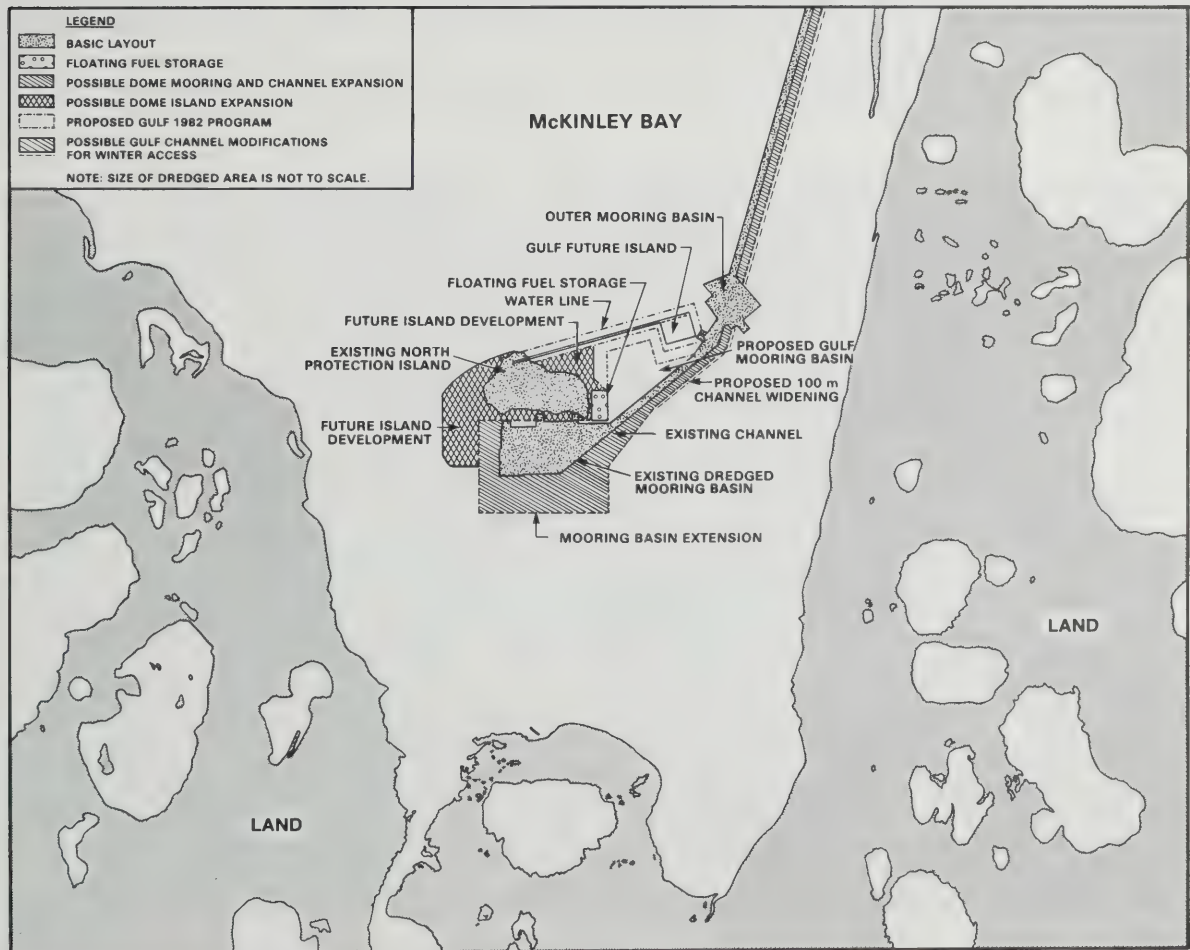 LEGEND
BASIC LAYOUT
FLOATING FUEL STORAGE
POSSIBLE DOME MOORING AND CHANNEL EXPANSION
POSSIBLE DOME ISLAND EXPANSION
PROPOSED GULF 1982 PROGRAM
POSSIBLE GULF CHANNEL MODIFICATIONS
FOR WINTER ACCESS
NOTE: SIZE OF DREDGED AREA IS NOT TO SCALE.
McKINLEY BAY
OUTER MOORING BASIN
GULF FUTURE ISLAND
FLOATING FUEL STORAGE
WATER LINE
FUTURE ISLAND DEVELOPMENT
EXISTING NORTH
PROTECTION ISLAND
PROPOSED GULF
MOORING BASIN
PROPOSED 100 m
CHANNEL WIDENING
FUTURE ISLAND
DEVELOPMENT
EXISTING CHANNEL
EXISTING DREDGED
MOORING BASIN
MOORING BASIN EXTENSION
LAND
LAND